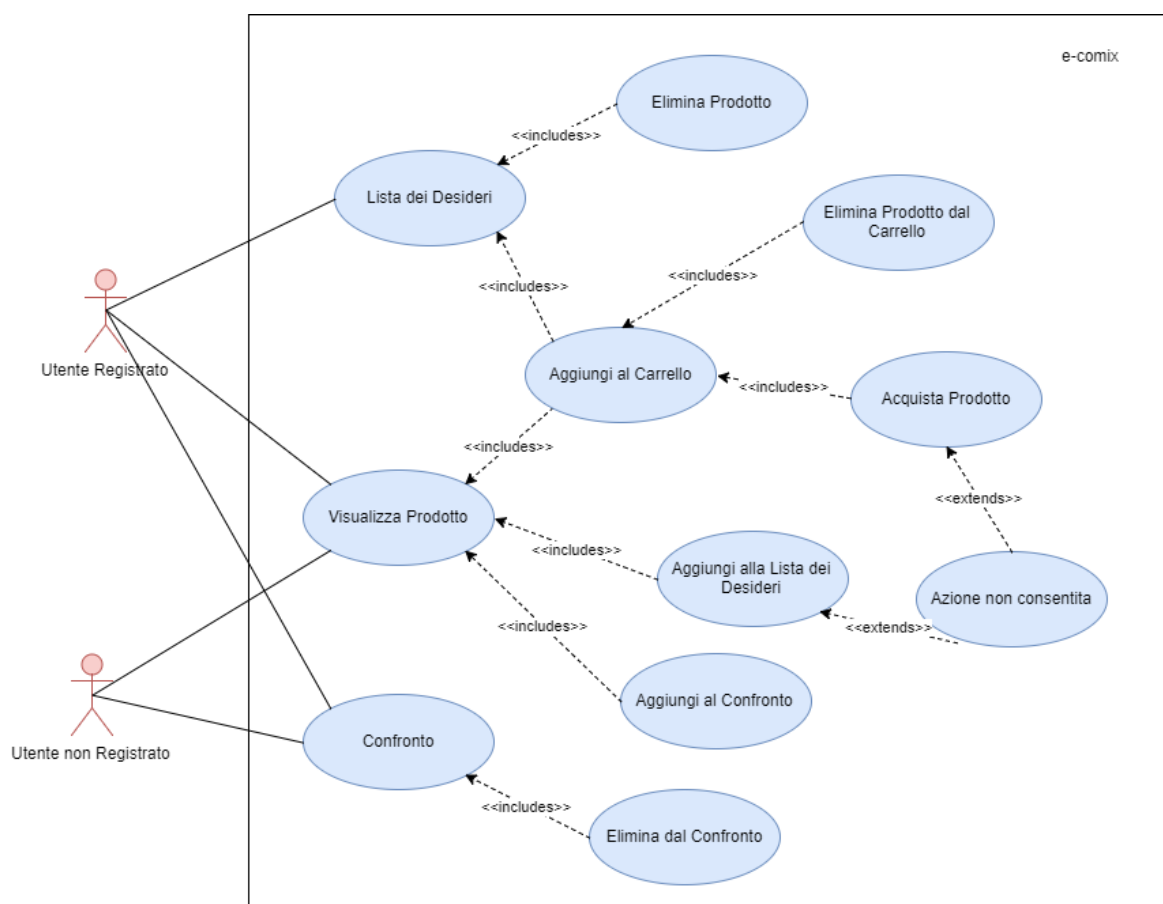 e-comix
Elimina Prodotto
<<includes>>
Lista dei Desideri
Elimina Prodotto dal
Carrello
<<includes>>
<<includes>>
Utente Registrato
Aggiungi al Carrello
<<includes>>
Acquista Prodotto
<<includes>>
<<extends>>
Visualizza Prodotto
<<includes>>
Aggiungi alla Lista dei
Desideri
Azione non consentita
<<extends>>
<<includes>>
Aggiungi al Confronto
Utente non Registrato
Confronto
<<includes>>
Elimina dal Confronto